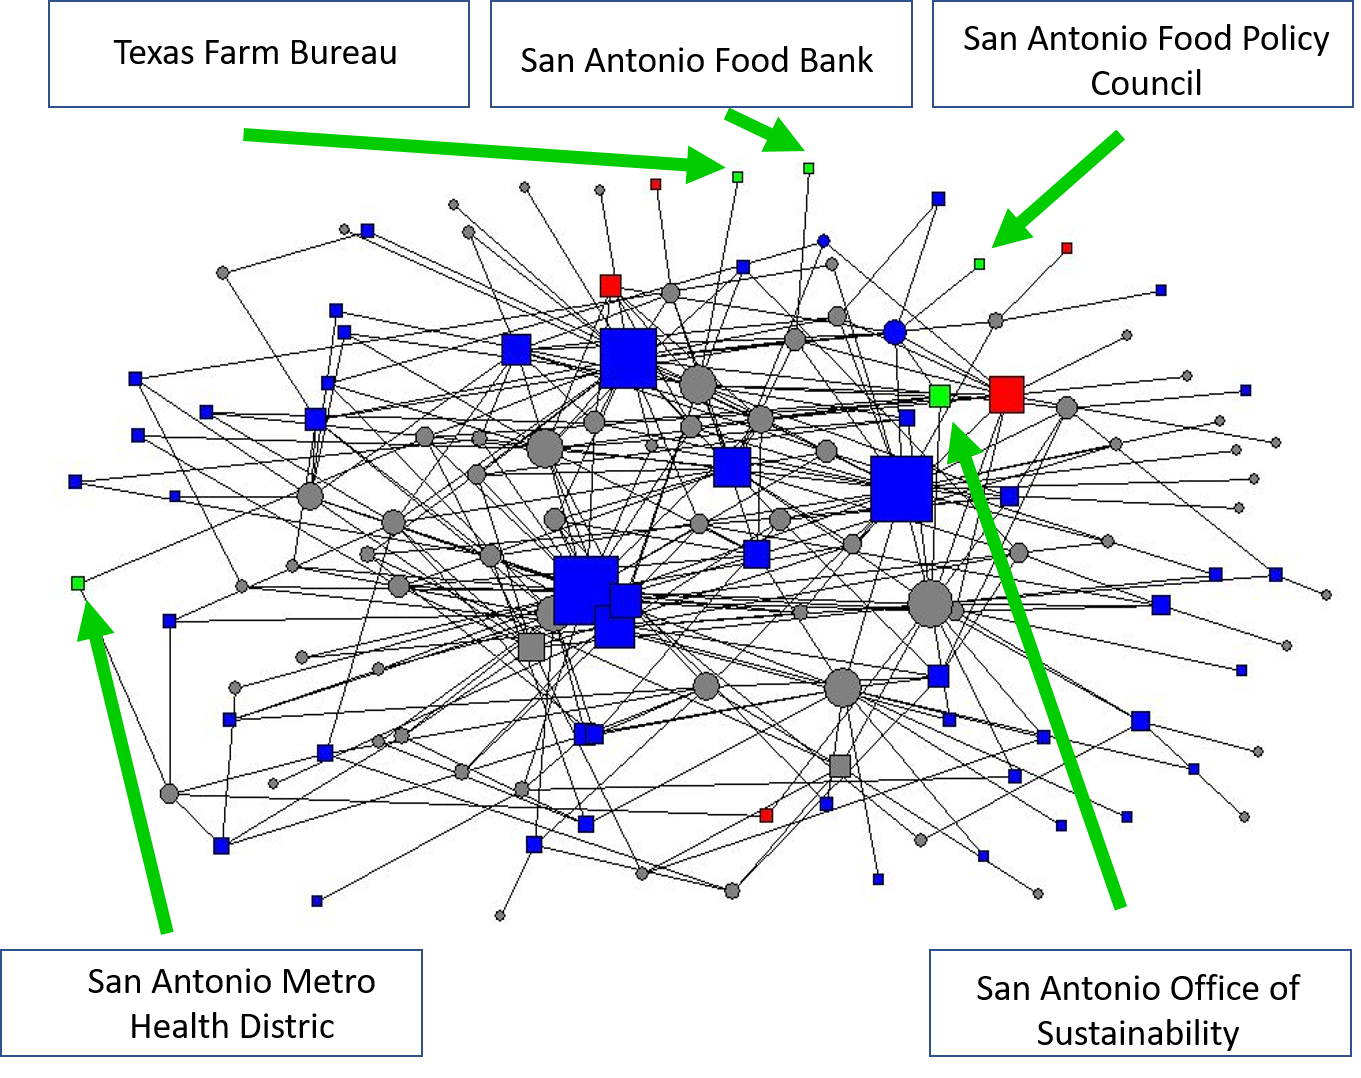 Texas Farm Bureau
San Antonio Food Bank
San Antonio Food Policy
Council
San Antonio Metro
Health Distric
San Antonio Office of
Sustainability